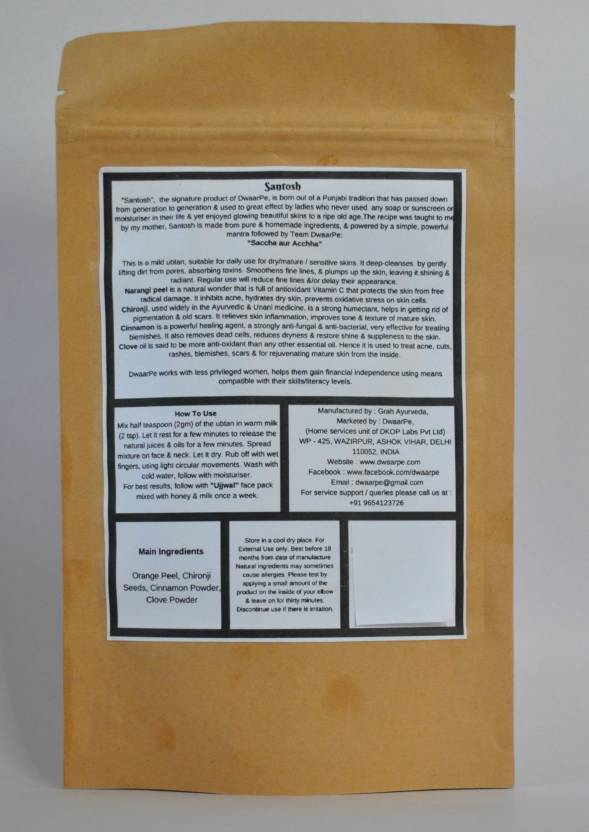 Santosh
"Santosh", the signature product of DwaarPe, is born out of a Punjabi tradition that has passed down
from generation to generation & used to great effect by ladies who never used any soap or sunscreen or
moisturiser in their life & yet enjoyed glowing beautiful skins to a ripe old age.The recipe was taught to me
by my mother, Santosh is made from pure & homemade ingredients, & powered by a simple, powerful
mantra followed by Team DwaarPe:
"Saccha aur Acchha"
This is a mild ubtan, suitable for daily use for dry/mature / sensitive skins. It deep-cleanses by gently
lifting dirt from pores, absorbing toxins. Smoothens fine lines, & plumps up the skin, leaving it shining &
radiant. Regular use will reduce fine lines &/or delay their appearance.
Narangi peel is a natural wonder that is full of antioxidant Vitamin C that protects the skin from free
radical damage. It inhibits acne, hydrates dry skin, prevents oxidative stress on skin cells.
Chironji, used widely in the Ayurvedic & Unani medicine, is a strong humectant, helps in getting rid of
pigmentation & old scars. It relieves skin inflammation, improves tone & texture of mature skin.
Cinnamon is a powerful healing agent, a strongly anti-fungal & anti-bacterial, very effective for treating
blemishes. It also removes dead cells, reduces dryness & restore shine & suppleness to the skin.
Clove oil is said to be more anti-oxidant than any other essential oil. Hence it is used to treat acne, cuts,
rashes, blemishes, scars & for rejuvenating mature skin from the inside.
DwaarPe works with less privileged women, helps them gain financial independence using means
compatible with their skills/literacy levels.
How To Use
Mix half teaspoon (2gm) of the ubtan in warm milk
(2 tsp). Let it rest for a few minutes to release the
natural juices & oils for a few minutes. Spread
mixture on face & neck. Let it dry. Rub off with wet
fingers, using light circular movements. Wash with
cold water, follow with moisturiser.
For best results, follow with "Ujjwal" face pack
mixed with honey & milk once a week.
Manufactured by : Grah Ayurveda,
Marketed by : DwaarPe,
(Home services unit of DKOP Labs Pvt Ltd)
WP - 425, WAZIRPUR, ASHOK VIHAR, DELHI
110052, INDIA
Website : www.dwaarpe.com
Facebook : www.facebook.com/dwaarpe
Email : dwaarpe@gmail.com
For service support / queries please call us at :
+91 9654123726
Main Ingredients
Orange Peel, Chironji
Seeds, Cinnamon Powder,
Clove Powder
Store in a cool dry place. For
External Use only. Best before 18
months from date of manufacture
Natural ingredients may sometimes
cause allergies. Please test by
applying a small amount of the
product on the inside of your elbow
& leave on for thirty minutes.
Discontinue use if there is irritation.